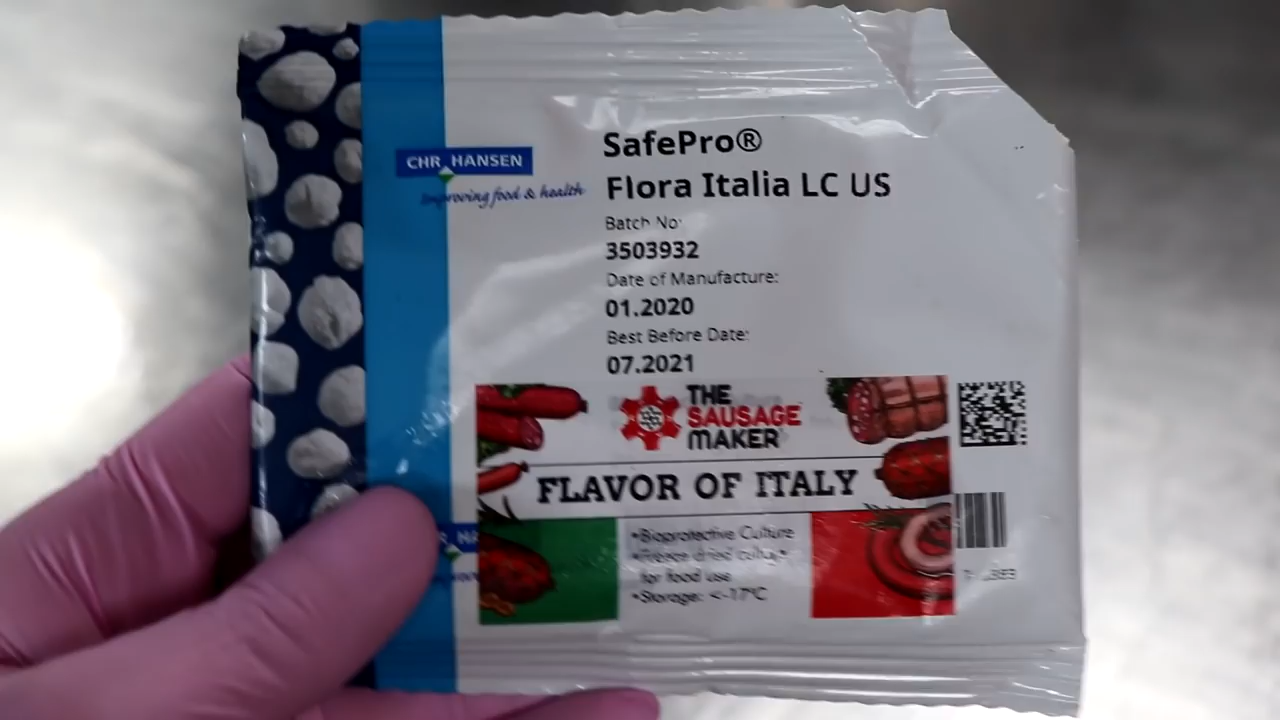 CHR HANSEN
Improving food & health
SafePro®
Flora Italia LC US
Batch No:
3503932
Date of Manufacture:
01.2020
Best Before Date:
07.2021
THE
SAUSAGE
MAKER
FLAVOR OF ITALY
•Bioprotective Culture
•Freeze dried culture
for food use
•Storage: <-17°C